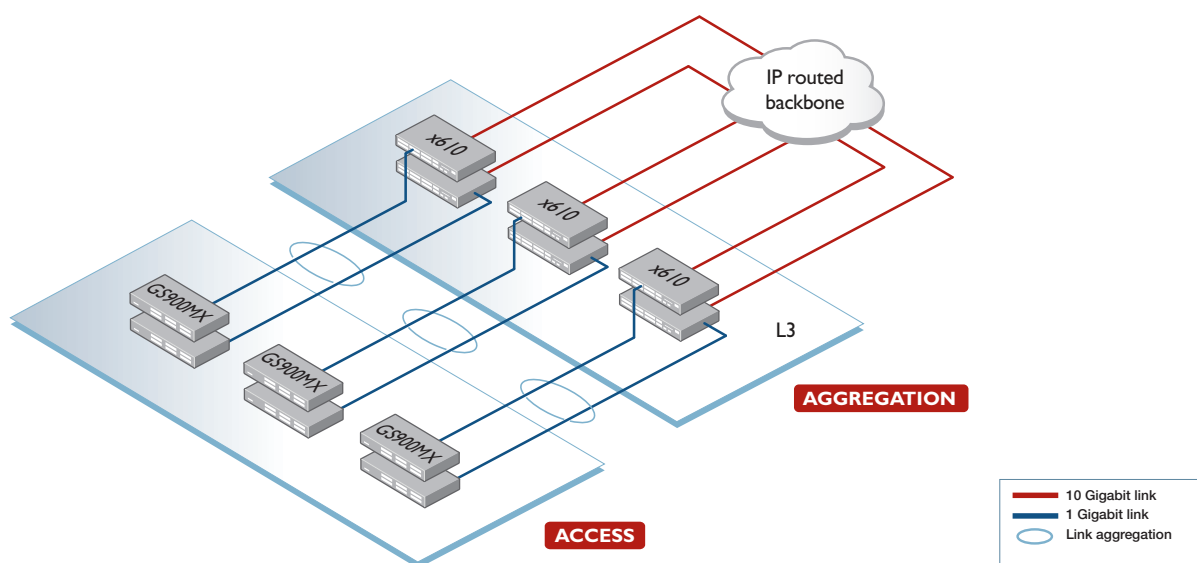 IP routed
backbone
x610
x610
x610
GS900MX
GS900MX
GS900MX
L3
AGGREGATION
ACCESS
10 Gigabit link
1 Gigabit link
Link aggregation